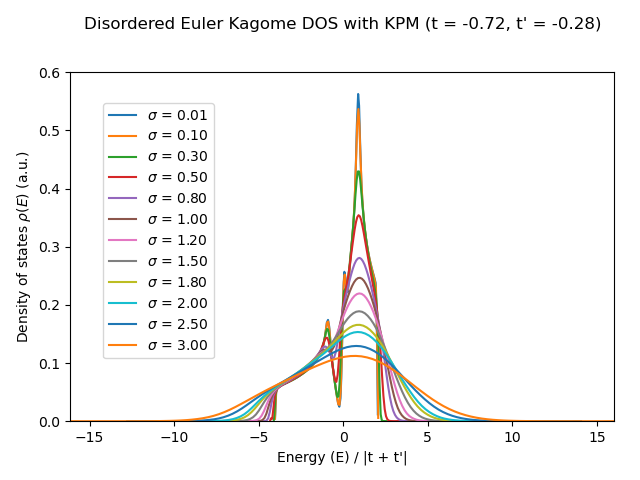 Disordered Euler Kagome DOS with KPM (t = -0.72, t' = -0.28)
Density of states ρ(E) (a.u.)
0.6
0.5
0.4
0.3
0.2
0.1
0.0
σ = 0.01
σ = 0.10
σ = 0.30
σ = 0.50
σ = 0.80
σ = 1.00
σ = 1.20
σ = 1.50
σ = 1.80
σ = 2.00
σ = 2.50
σ = 3.00
−15 −10 −5 0 5 10 15
Energy (E) / |t + t'|